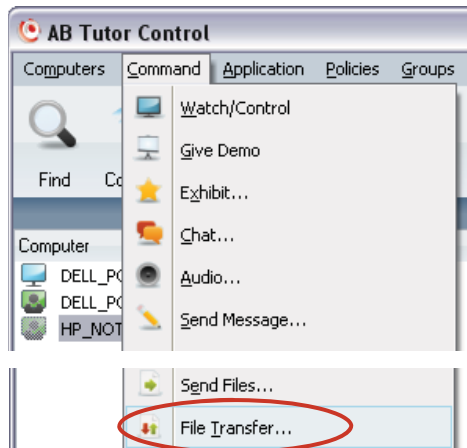 AB Tutor Control
Computers Command Application Policies Groups
Watch/Control
Give Demo
Find
Exhibit...
Computer
Chat...
DELL_PC
Audio...
DELL_PC
HP_NOT
Send Message...
Send Files...
File Transfer...